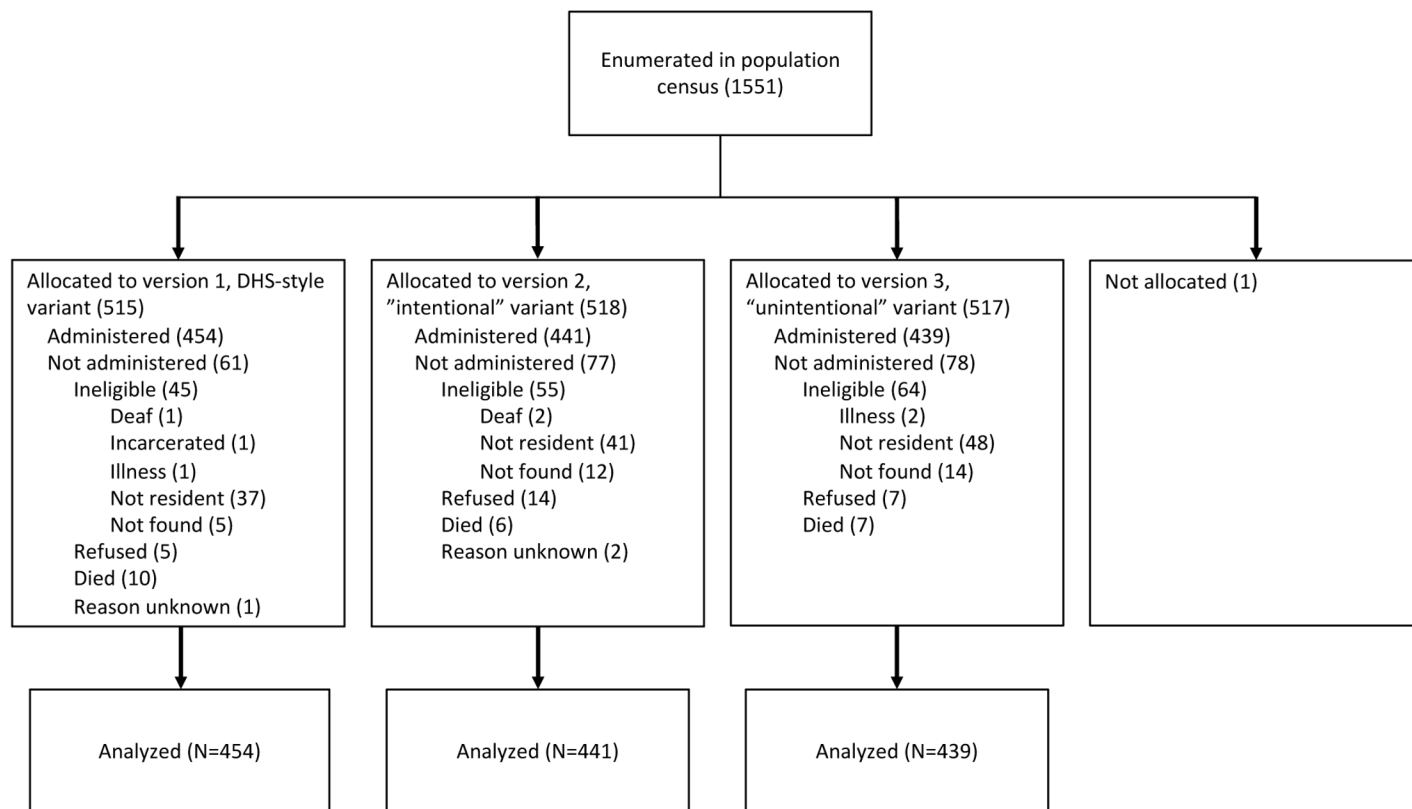 Enumerated in population
census (1551)
Allocated to version 1, DHS-style
variant (515)
Administered (454)
Not administered (61)
Ineligible (45)
Deaf (1)
Incarcerated (1)
Illness (1)
Not resident (37)
Not found (5)
Refused (5)
Died (10)
Reason unknown (1)
Allocated to version 2,
”intentional” variant (518)
Administered (441)
Not administered (77)
Ineligible (55)
Deaf (2)
Not resident (41)
Not found (12)
Refused (14)
Died (6)
Reason unknown (2)
Allocated to version 3,
“unintentional” variant (517)
Administered (439)
Not administered (78)
Ineligible (64)
Illness (2)
Not resident (48)
Not found (14)
Refused (7)
Died (7)
Not allocated (1)
Analyzed (N=454)
Analyzed (N=441)
Analyzed (N=439)